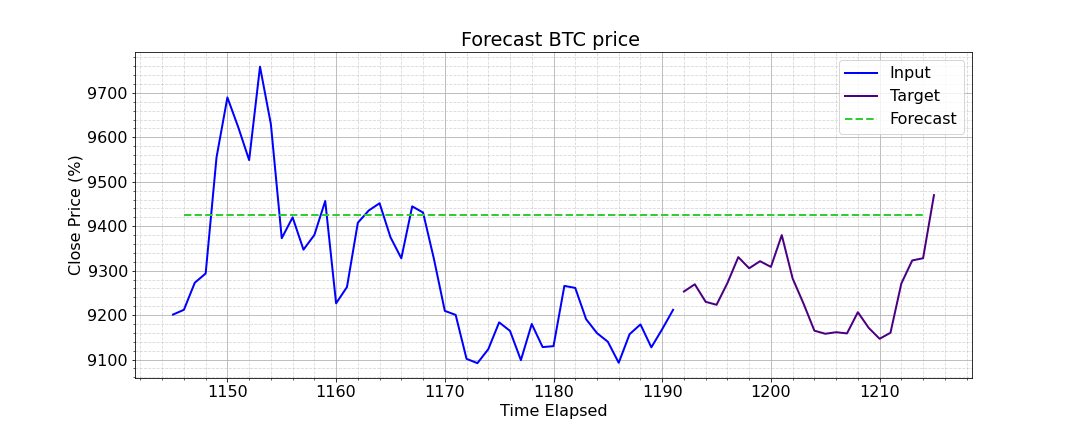 Forecast BTC price
Close Price (%)
9700
9600
9500
9400
9300
9200
9100
Input
Target
Forecast
1150 1160 1170 1180 1190 1200 1210
Time Elapsed